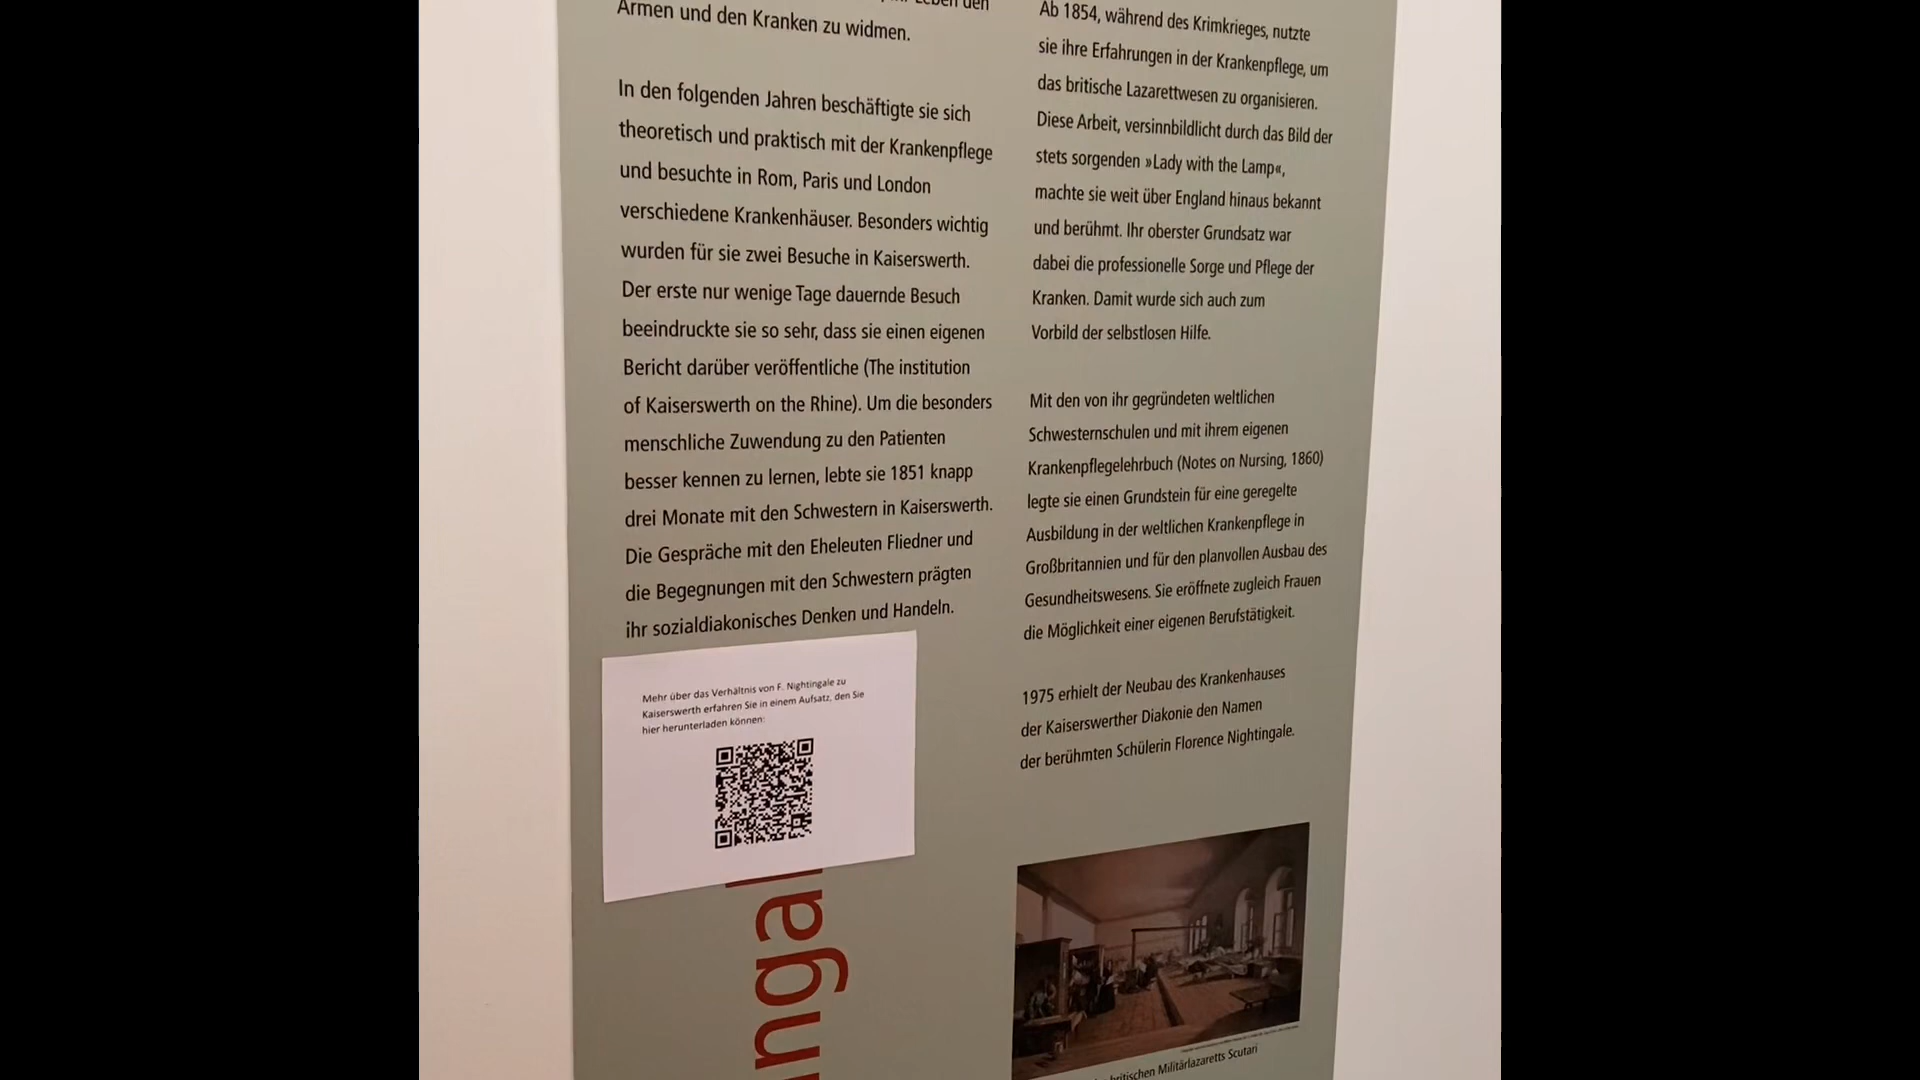 Leben den
Armen und den Kranken zu widmen.
In den folgenden Jahren beschäftigte sie sich
theoretisch und praktisch mit der Krankenpflege
und besuchte in Rom, Paris und London
verschiedene Krankenhäuser. Besonders wichtig
wurden für sie zwei Besuche in Kaiserswerth.
Der erste nur wenige Tage dauernde Besuch
beeindruckte sie so sehr, dass sie einen eigenen
Bericht darüber veröffentliche (The institution
of Kaiserswerth on the Rhine). Um die besonders
menschliche Zuwendung zu den Patienten
besser kennen zu lernen, lebte sie 1851 knapp
drei Monate mit den Schwestern in Kaiserswerth.
Die Gespräche mit den Eheleuten Fliedner und
die Begegnungen mit den Schwestern prägten
ihr sozialdiakonisches Denken und Handeln.
Mehr über das Verhältnis von F. Nightingale zu
Kaiserswerth erfahren Sie in einem Aufsatz, den Sie
hier herunterladen können:
ngal
Ab 1854, während des Krimkrieges, nutzte
sie ihre Erfahrungen in der Krankenpflege, um
das britische Lazarettwesen zu organisieren.
Diese Arbeit, versinnbildlicht durch das Bild der
stets sorgenden »Lady with the Lamp«,
machte sie weit über England hinaus bekannt
und berühmt. Ihr oberster Grundsatz war
dabei die professionelle Sorge und Pflege der
Kranken. Damit wurde sich auch zum
Vorbild der selbstlosen Hilfe.
Mit den von ihr gegründeten weltlichen
Schwesternschulen und mit ihrem eigenen
Krankenpflegelehrbuch (Notes on Nursing, 1860)
legte sie einen Grundstein für eine geregelte
Ausbildung in der weltlichen Krankenpflege in
Großbritannien und für den planvollen Ausbau des
Gesundheitswesens. Sie eröffnete zugleich Frauen
die Möglichkeit einer eigenen Berufstätigkeit.
1975 erhielt der Neubau des Krankenhauses
der Kaiserswerther Diakonie den Namen
der berühmten Schülerin Florence Nightingale.
britischen Militärlazaretts Scutari